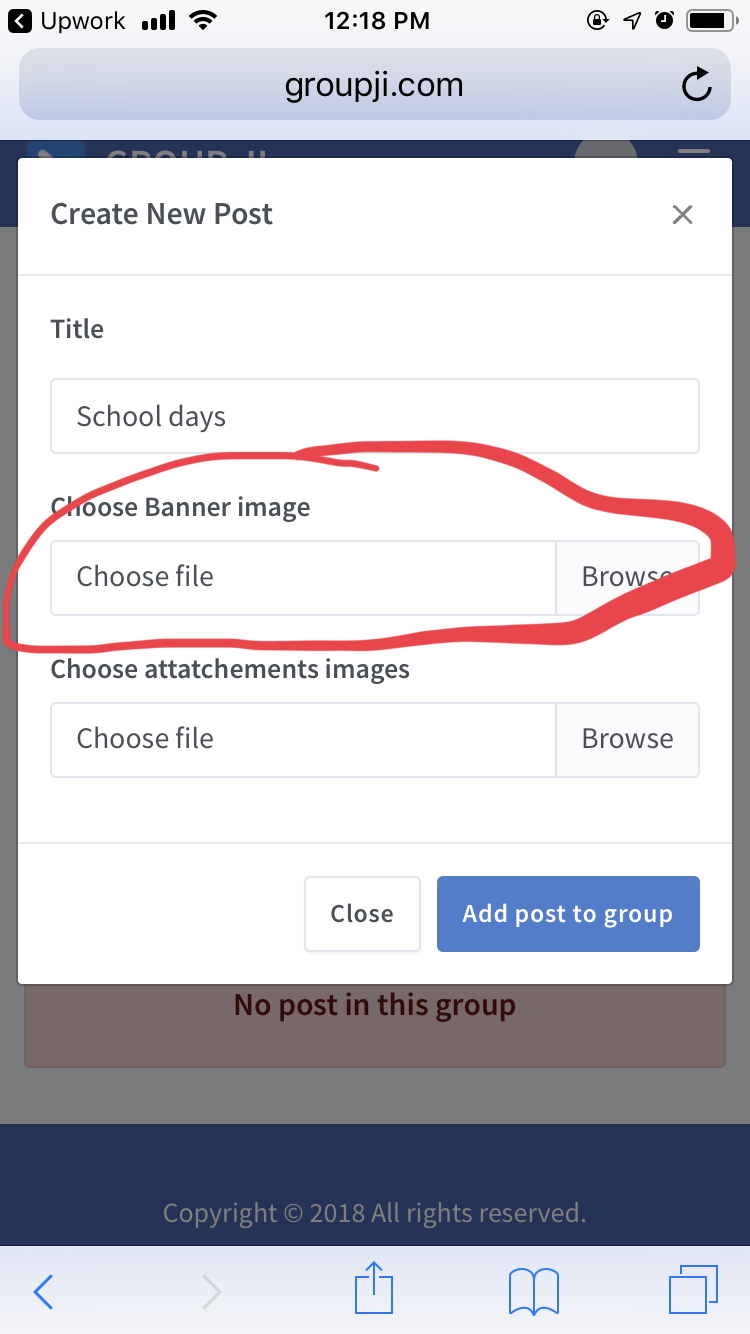 Upwork 12:18 PM
groupji.com
GROUP JI
Create New Post
Title
School days
Choose Banner image
Choose file Browse
Choose attatchements images
Choose file Browse
Close Add post to group
No post in this group
Copyright © 2018 All rights reserved.